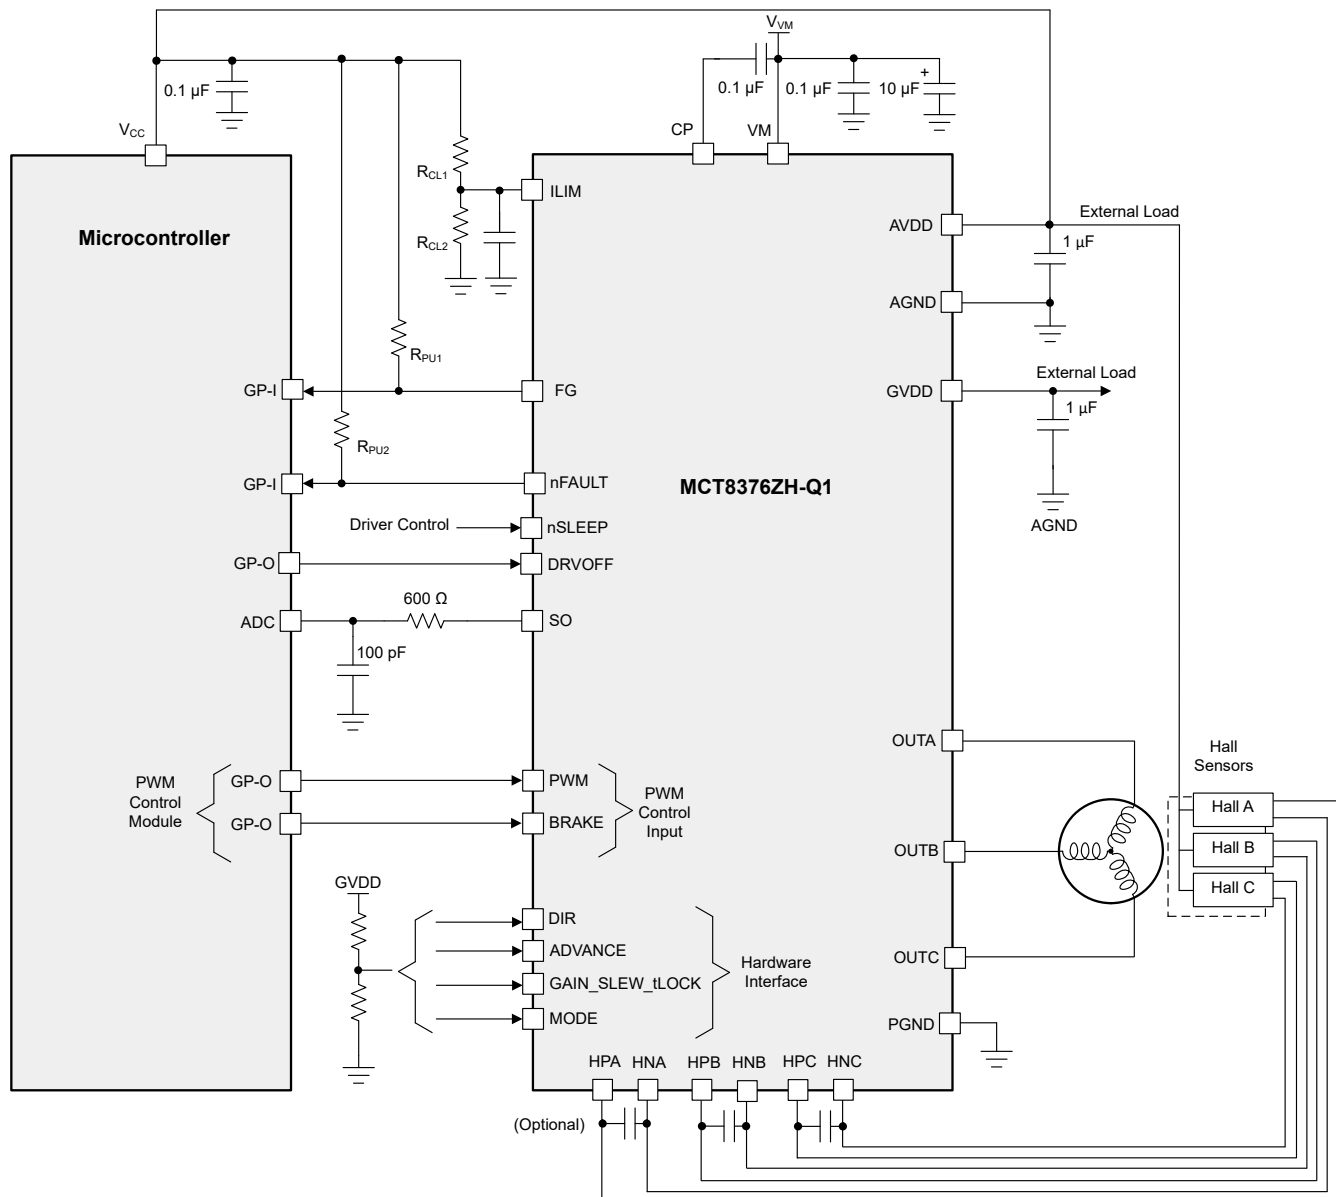 V_VM
0.1 µF
0.1 µF
0.1 µF
10 µF
+
V_CC
CP
VM
R_CL1
ILIM
Microcontroller
R_CL2
AVDD
External Load
1 µF
AGND
R_PU1
GP-I
FG
GVDD
External Load
1 µF
R_PU2
GP-I
nFAULT
MCT8376ZH-Q1
Driver Control
nSLEEP
AGND
GP-O
DRVOFF
600 Ω
ADC
SO
100 pF
OUTA
Hall
Sensors
PWM
Control
Module
GP-O
GP-O
PWM
BRAKE
PWM
Control
Input
Hall A
Hall B
Hall C
OUTB
GVDD
DIR
ADVANCE
GAIN_SLEW_tLOCK
MODE
Hardware
Interface
OUTC
PGND
HPA
HNA
HPB
HNB
HPC
HNC
(Optional)